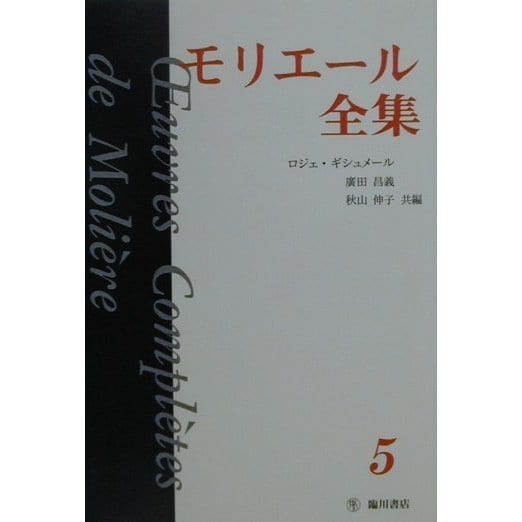 モリエール
全集
ロジェ・ギシュメール
廣田 昌義
秋山 伸子 共編
Œuvres Complètes
de Molière
5
臨川書店